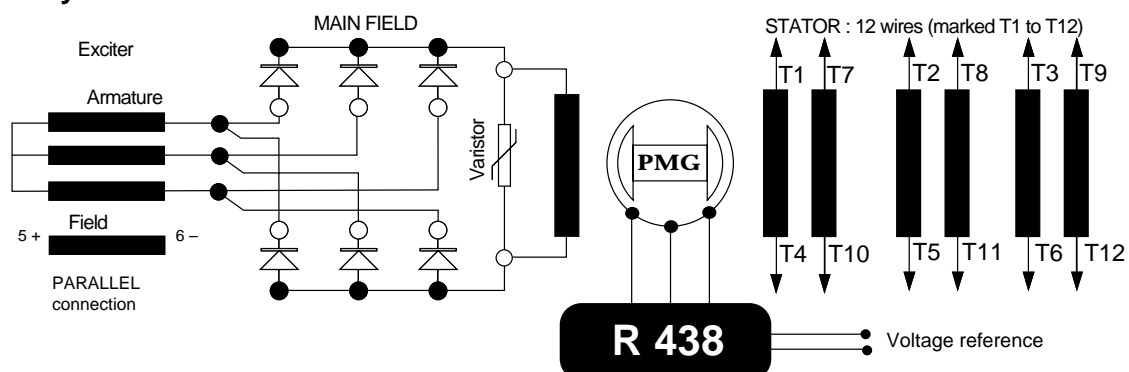 MAIN FIELD
STATOR : 12 wires (marked T1 to T12)
Exciter
T1 T7 T2 T8 T3 T9
Armature
Varistor
PMG
Field
5 + 6 –
T4 T10 T5 T11 T6 T12
PARALLEL
connection
R 438
Voltage reference